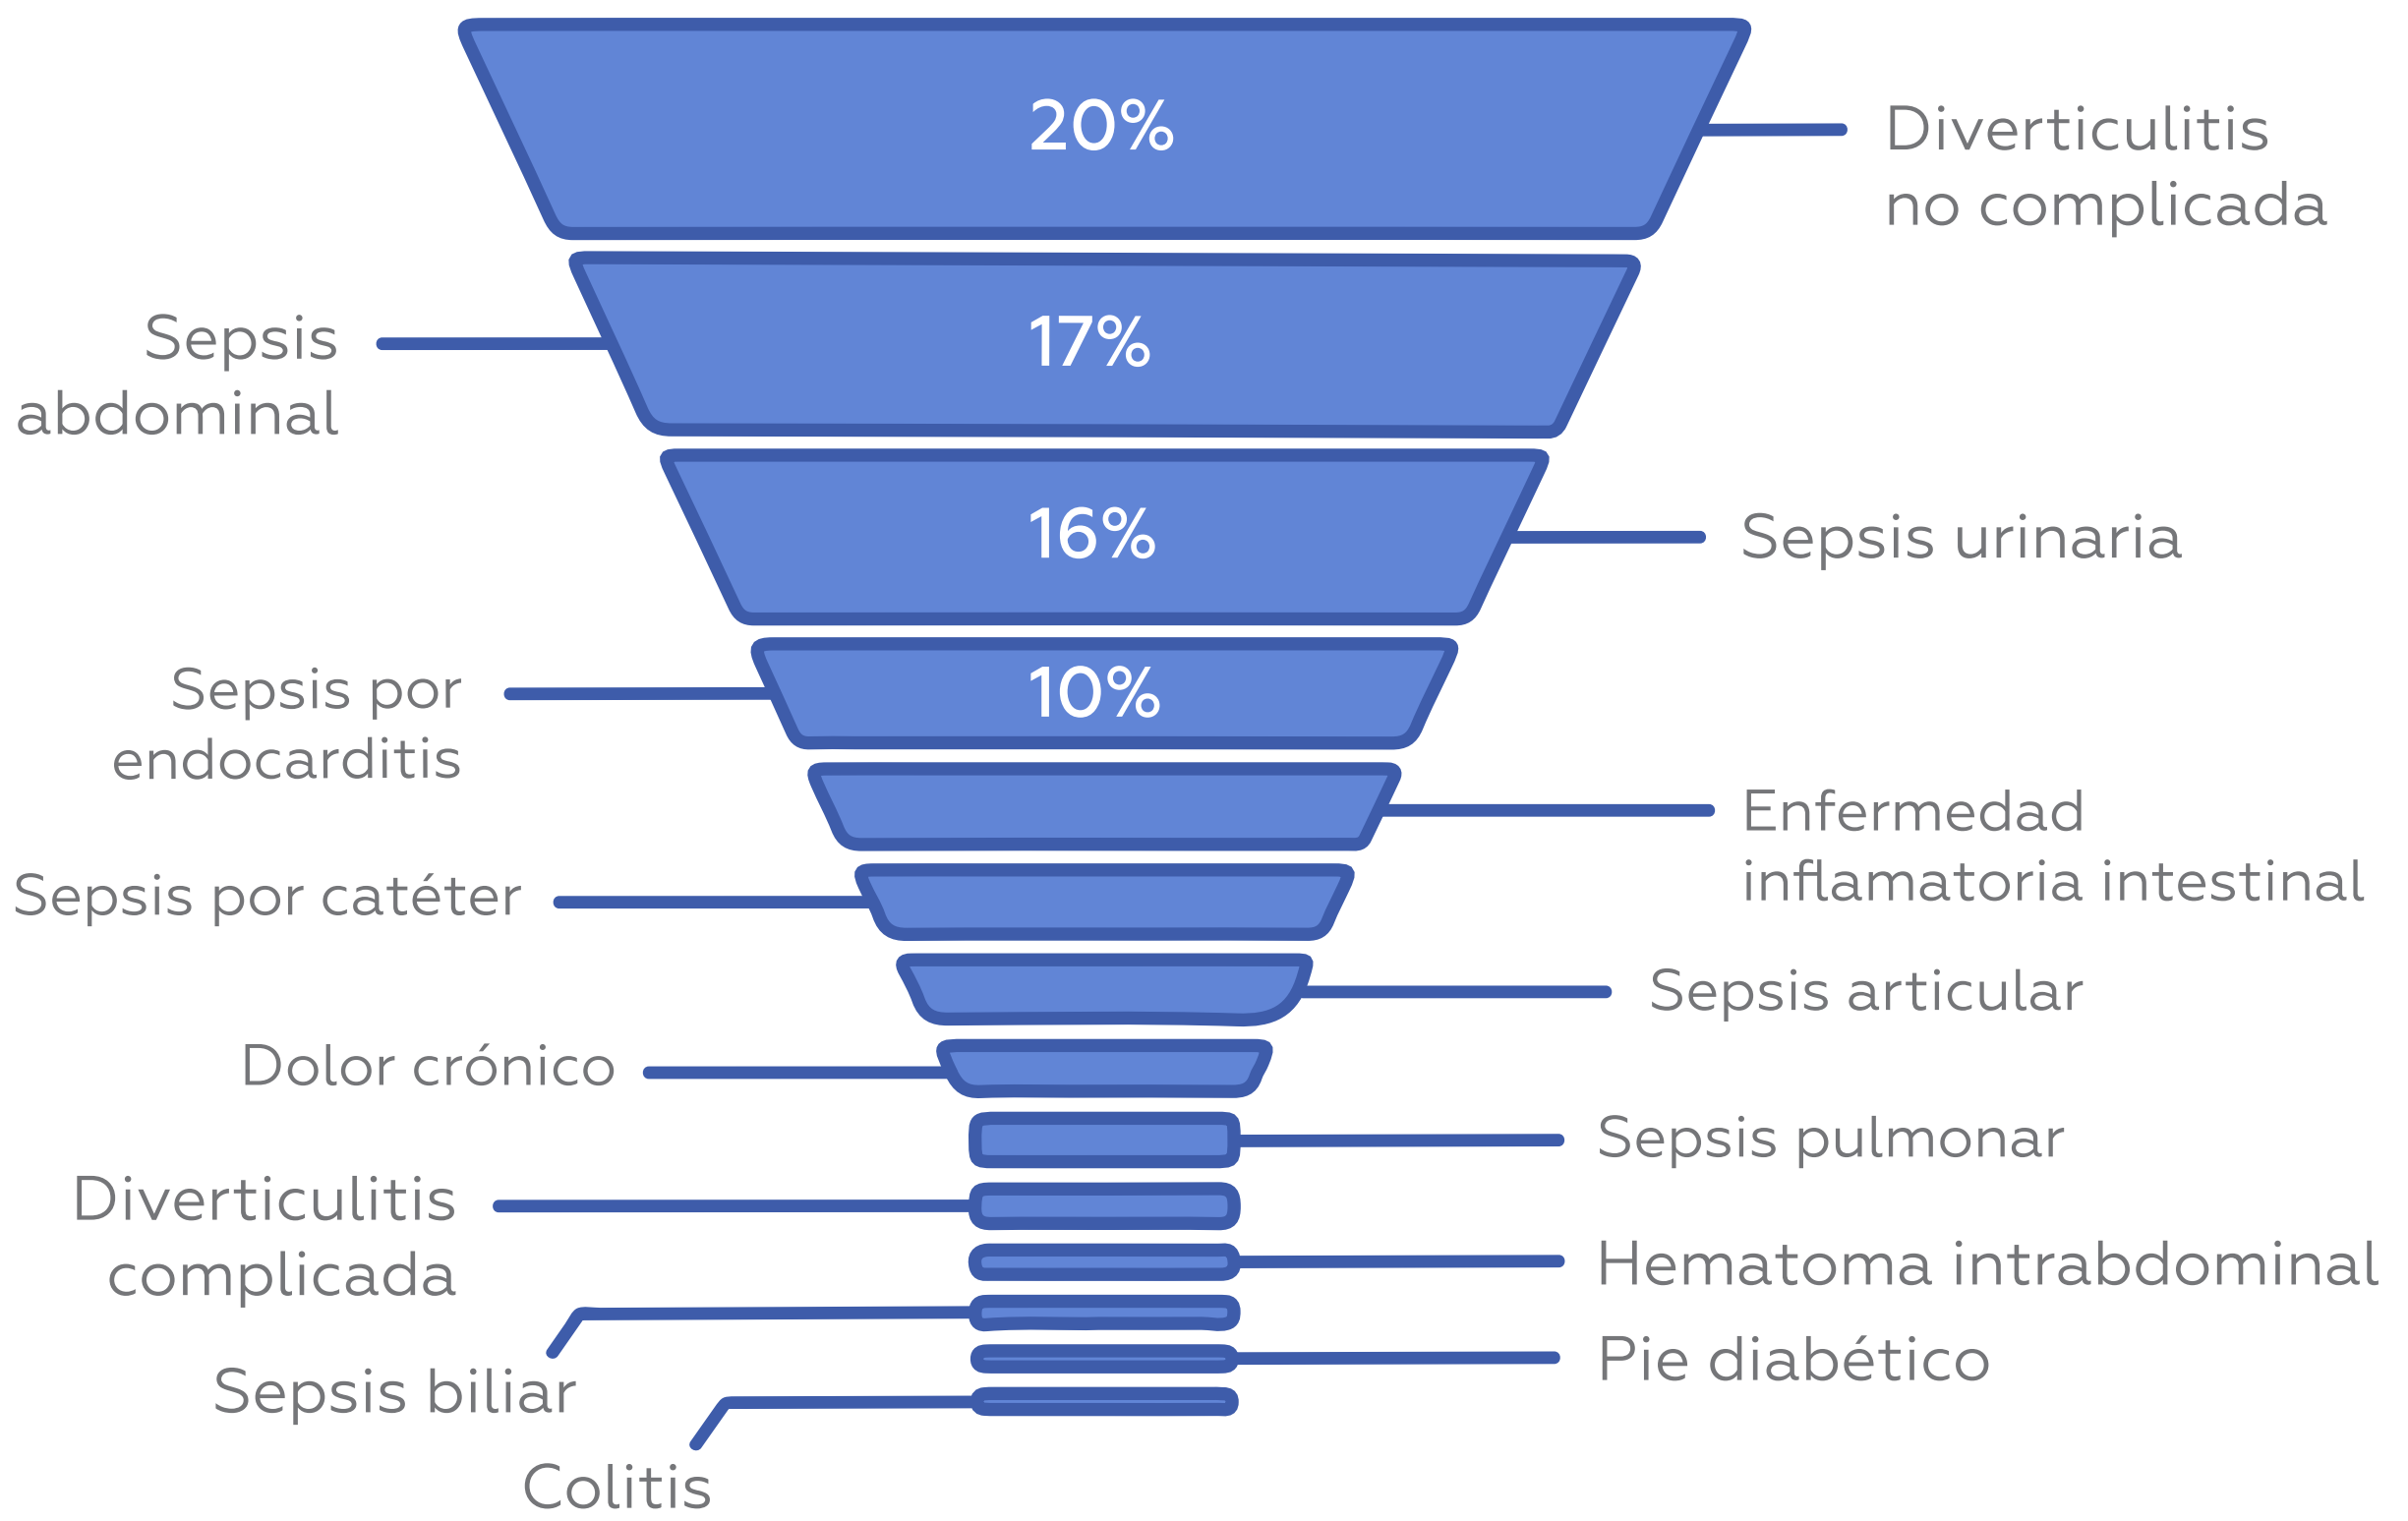 20%
Diverticulitis
no complicada
17%
Sepsis
abdominal
16%
Sepsis urinaria
10%
Sepsis por
endocarditis
Enfermedad
inflamatoria intestinal
Sepsis por catéter
Sepsis articular
Dolor crónico
Sepsis pulmonar
Diverticulitis
complicada
Hematoma intrabdominal
Sepsis biliar
Pie diabético
Colitis